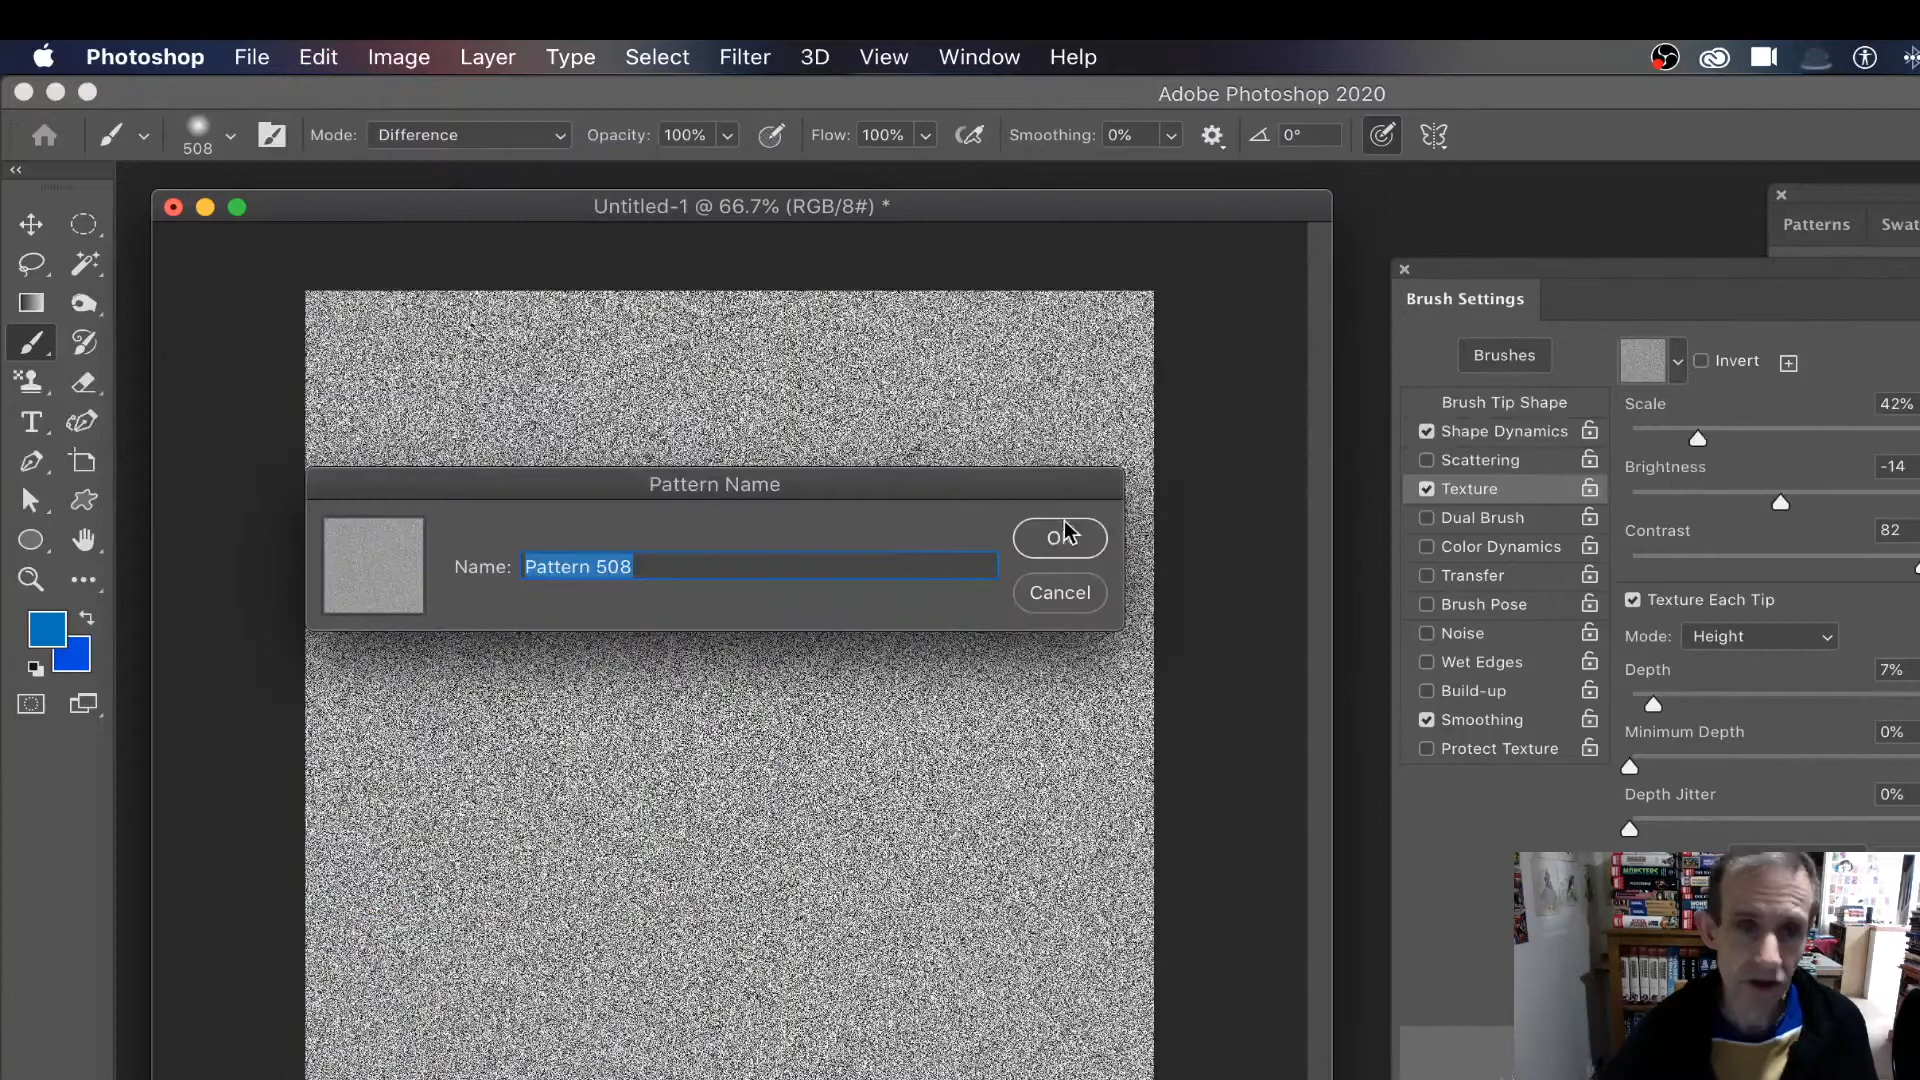 Photoshop File Edit Image Layer Type Select Filter 3D View Window Help
Adobe Photoshop 2020
508 Mode: Difference Opacity: 100% Flow: 100% Smoothing: 0% 0°
Untitled-1 @ 66.7% (RGB/8#) *
Patterns Swat
Brush Settings
Brushes
Invert
Brush Tip Shape
Shape Dynamics
Scattering
Texture
Dual Brush
Color Dynamics
Transfer
Brush Pose
Noise
Wet Edges
Build-up
Smoothing
Protect Texture
Scale 42%
Brightness -14
Contrast 82
Texture Each Tip
Mode: Height
Depth 7%
Minimum Depth 0%
Depth Jitter 0%
Pattern Name
Name: Pattern 508
Cancel